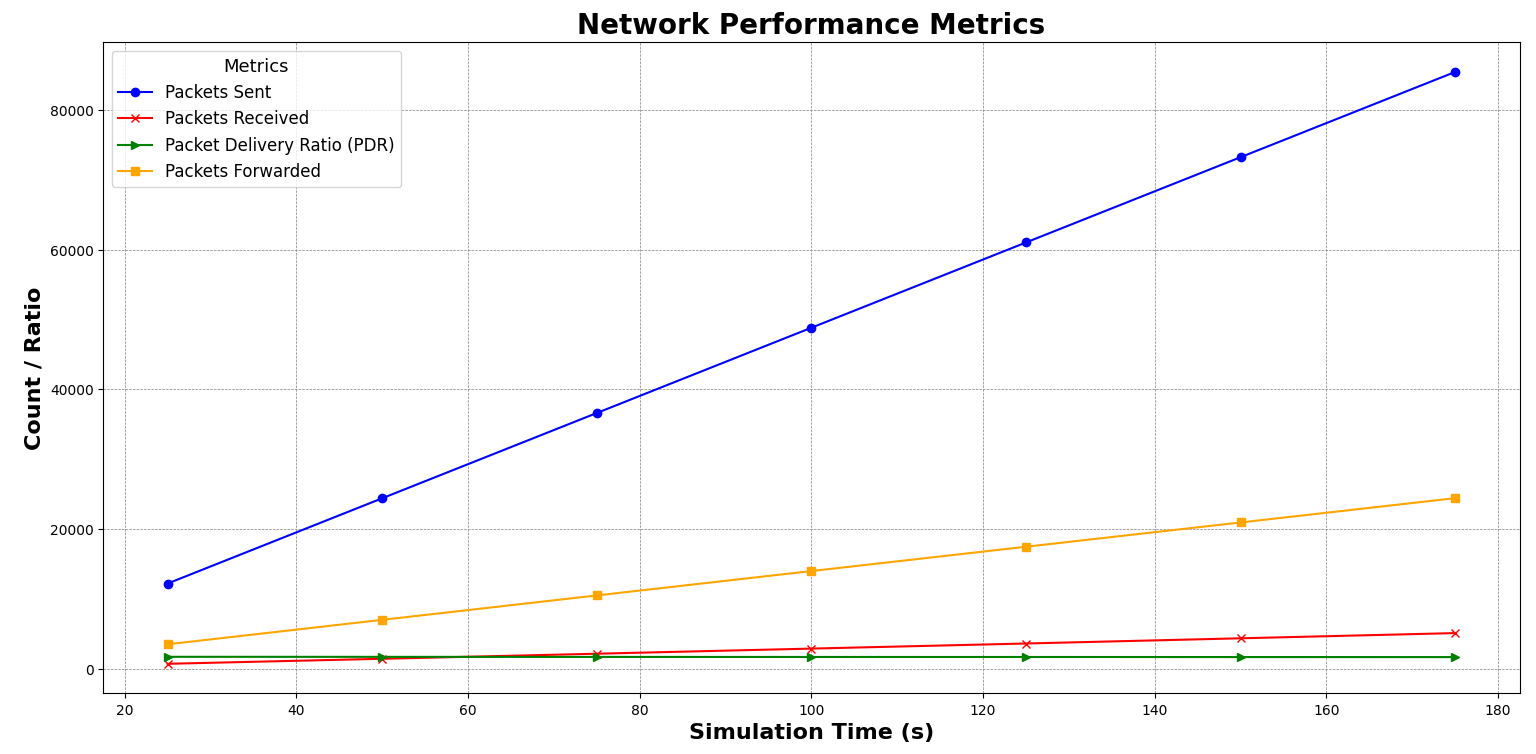 Network Performance Metrics
Metrics
Packets Sent
Packets Received
Packet Delivery Ratio (PDR)
Packets Forwarded
Count / Ratio
80000
60000
40000
20000
0
20 40 60 80 100 120 140 160 180
Simulation Time (s)